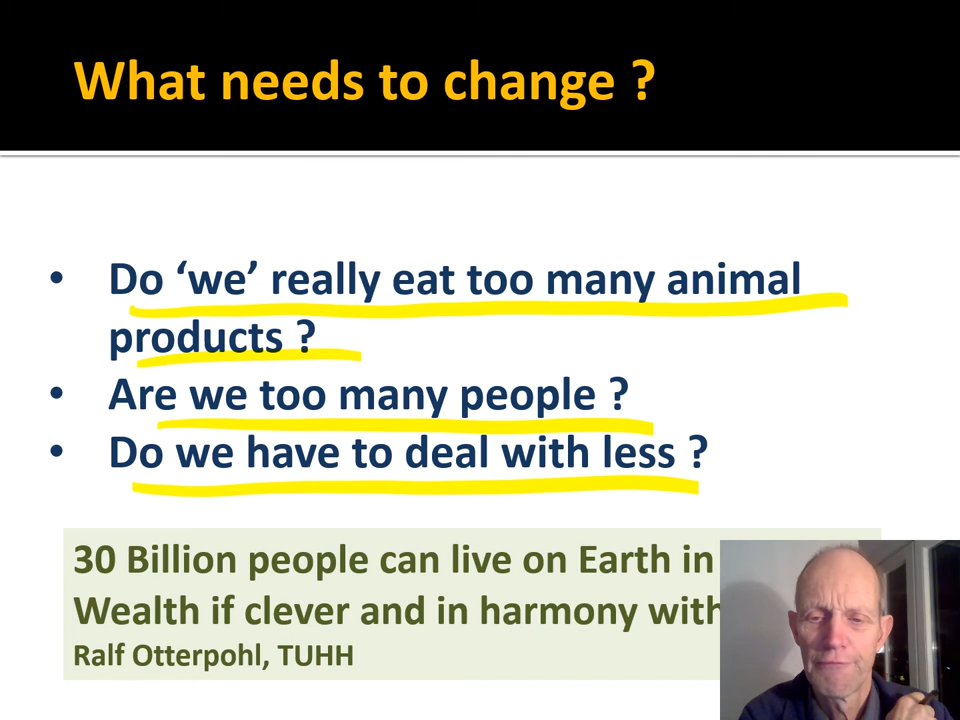 What needs to change ?
• Do ‘we’ really eat too many animal
products ?
• Are we too many people ?
• Do we have to deal with less ?
30 Billion people can live on Earth in
Wealth if clever and in harmony with
Ralf Otterpohl, TUHH